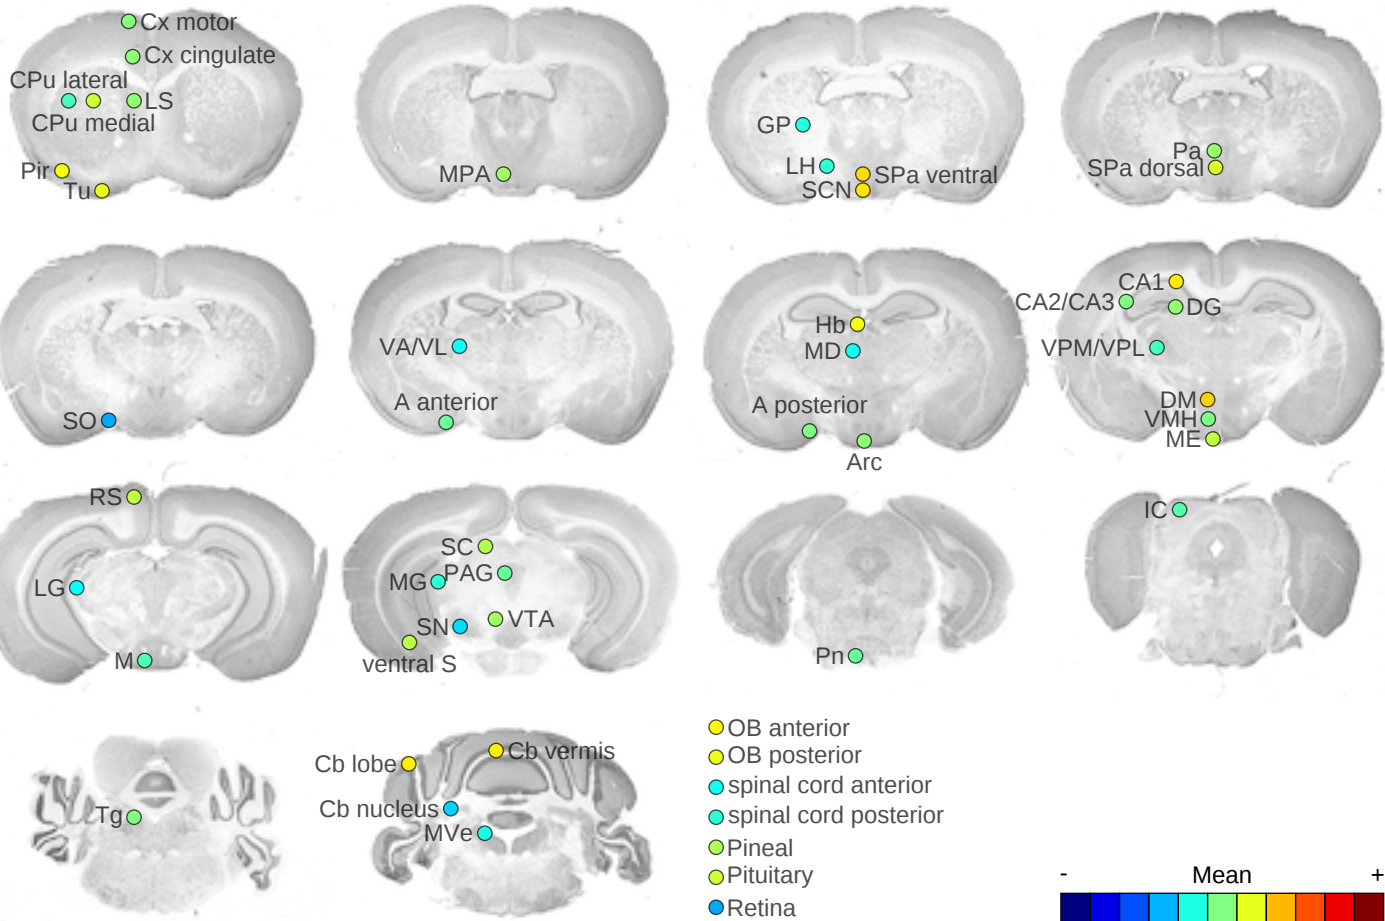 Cx motor
Cx cingulate
CPu lateral
LS
CPu medial
Pir
Tu
MPA
GP
LH
SPa ventral
SCN
Pa
SPa dorsal
SO
VA/VL
A anterior
Hb
MD
A posterior
Arc
CA1
CA2/CA3
DG
VPM/VPL
DM
VMH
ME
RS
LG
M
SC
PAG
MG
VTA
SN
ventral S
Pn
IC
Tg
Cb vermis
Cb lobe
Cb nucleus
MVe
OB anterior
OB posterior
spinal cord anterior
spinal cord posterior
Pineal
Pituitary
Retina
- Mean +